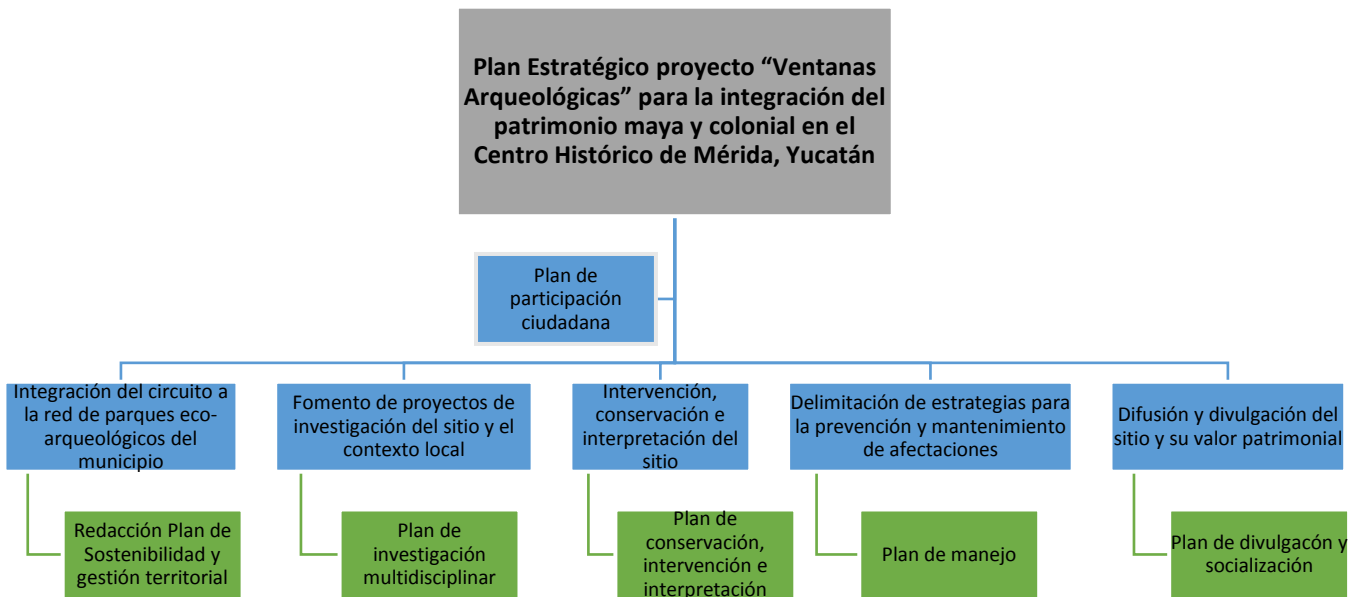 Plan Estratégico proyecto “Ventanas
Arqueológicas” para la integración del
patrimonio maya y colonial en el
Centro Histórico de Mérida, Yucatán
Plan de
participación
ciudadana
Integración del circuito a
la red de parques eco-
arqueológicos del
municipio
Fomento de proyectos de
investigación del sitio y el
contexto local
Intervención,
conservación e
interpretación del
sitio
Delimitación de estrategias para
la prevención y mantenimiento
de afectaciones
Difusión y divulgación del
sitio y su valor patrimonial
Redacción Plan de
Sostenibilidad y
gestión territorial
Plan de
investigación
multidisciplinar
Plan de
conservación,
intervención e
interpretación
Plan de manejo
Plan de divulgacón y
socialización